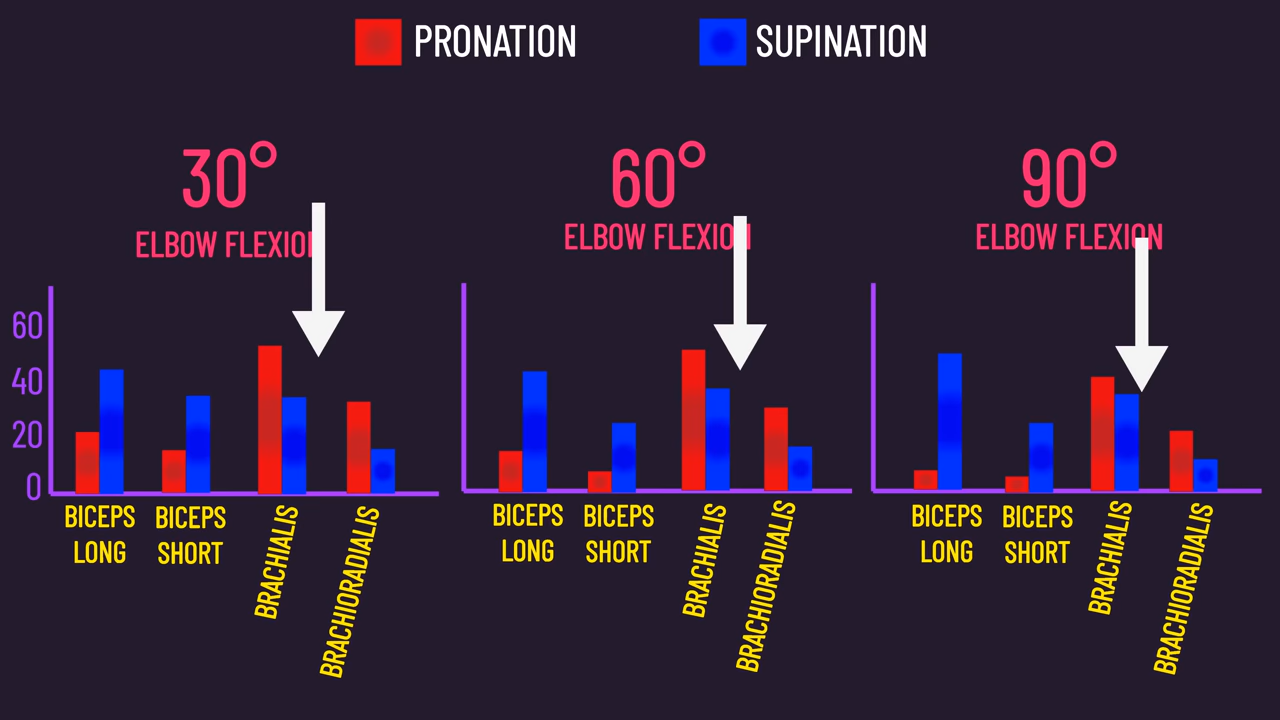 PRONATION
SUPINATION
30°
ELBOW FLEXION
60
40
20
0
BICEPS
LONG
BICEPS
SHORT
BRACHIALIS
BRACHIORADIALIS
60°
ELBOW FLEXION
BICEPS
LONG
BICEPS
SHORT
BRACHIALIS
BRACHIORADIALIS
90°
ELBOW FLEXION
BICEPS
LONG
BICEPS
SHORT
BRACHIALIS
BRACHIORADIALIS